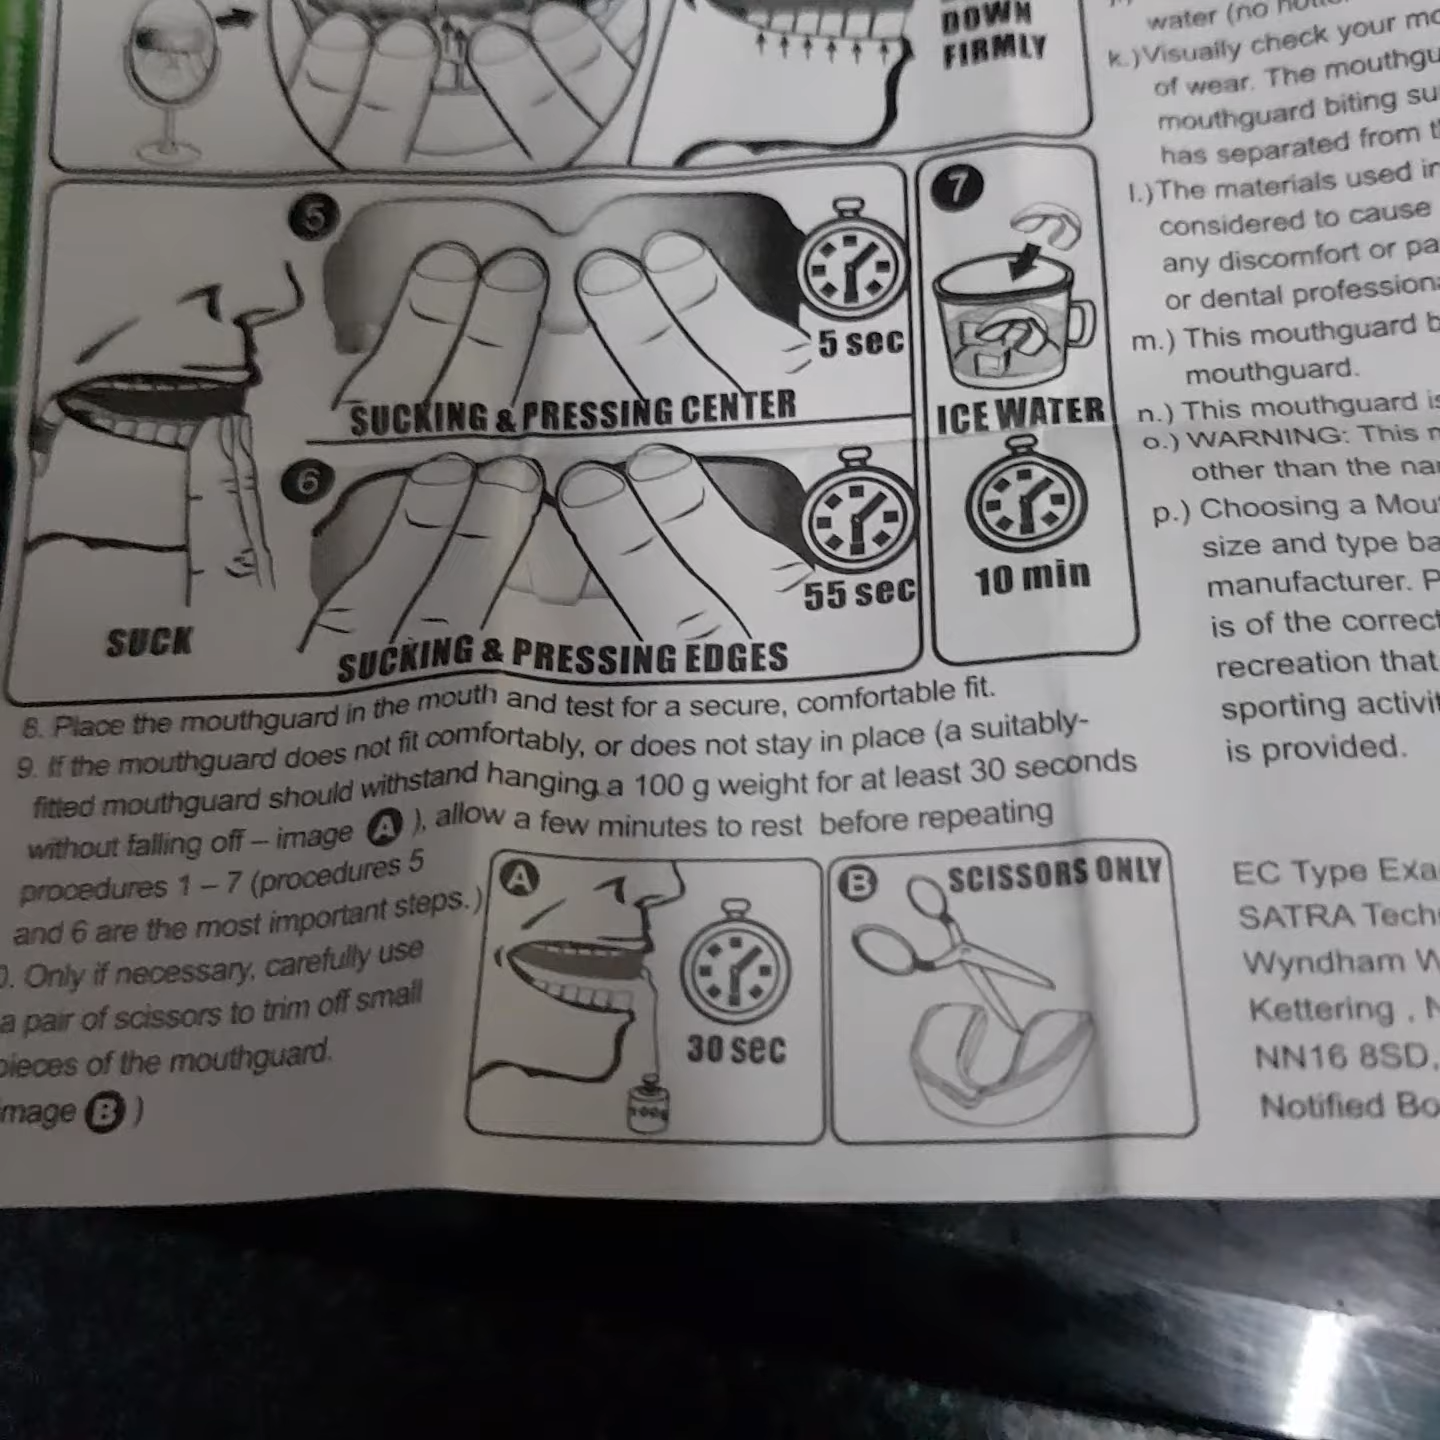 DOWN
FIRMLY
5
5 sec
SUCKING & PRESSING CENTER
6
55 sec
SUCK
SUCKING & PRESSING EDGES
7
ICE WATER
10 min
8. Place the mouthguard in the mouth and test for a secure, comfortable fit.
9. If the mouthguard does not fit comfortably, or does not stay in place (a suitably-
fitted mouthguard should withstand hanging a 100 g weight for at least 30 seconds
without falling off – image A ), allow a few minutes to rest before repeating
procedures 1 – 7 (procedures 5
and 6 are the most important steps.)
0. Only if necessary, carefully use
a pair of scissors to trim off small
pieces of the mouthguard.
image B )
A
30 sec
100g
B
SCISSORS ONLY
water (no
k.) Visually check your
of wear. The
mouthguard biting
has separated from
l.) The materials used
considered to cause
any discomfort or
or dental
m.) This mouthguard
mouthguard.
n.) This mouthguard
o.) WARNING: This
other than the
p.) Choosing a
size and type
manufacturer.
is of the
recreation that
sporting
is provided.
EC Type
SATRA
Wyndham
Kettering ,
NN16 8SD,
Notified